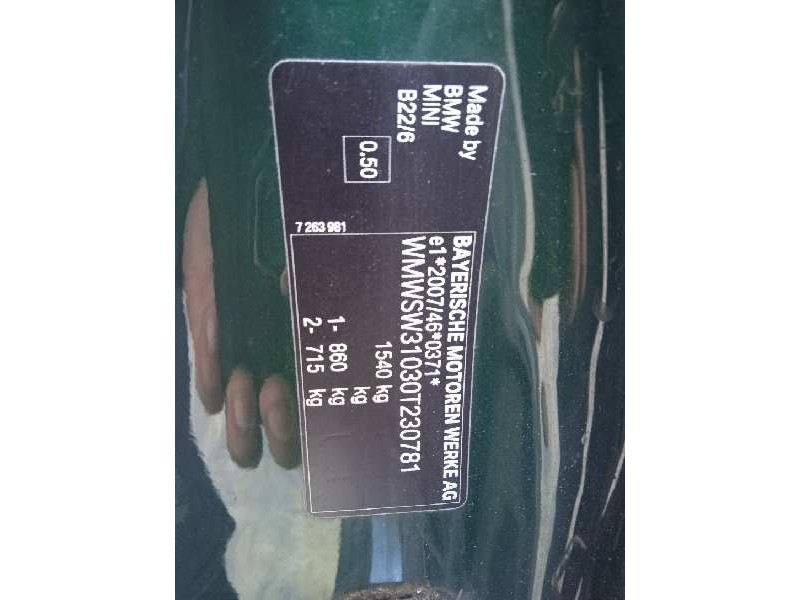 Made by
BMW
MINI
B22/6
0.50
7 263 981
BAYERISCHE MOTOREN WERKE AG
e1*2007/46*0371*
WMWSW31030T230781
1540 kg
kg
1- 860 kg
2- 715 kg